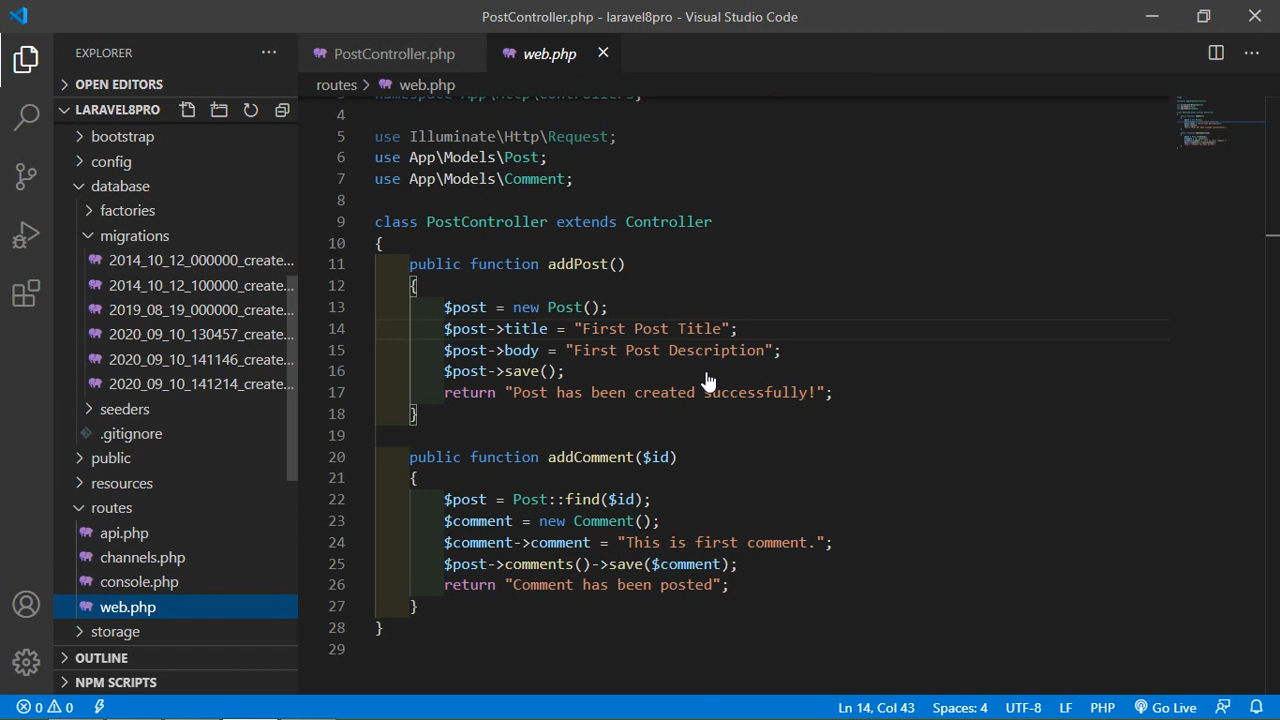 PostController.php - laravel8pro - Visual Studio Code
EXPLORER
OPEN EDITORS
LARAVEL8PRO
bootstrap
config
database
factories
migrations
2014_10_12_000000_create...
2014_10_12_100000_create...
2019_08_19_000000_create...
2020_09_10_130457_create...
2020_09_10_141146_create...
2020_09_10_141214_create...
seeders
.gitignore
public
resources
routes
api.php
channels.php
console.php
web.php
storage
OUTLINE
NPM SCRIPTS
PostController.php
web.php
routes > web.php
3 namespace App\Http\Controllers;
4
5 use Illuminate\Http\Request;
6 use App\Models\Post;
7 use App\Models\Comment;
8
9 class PostController extends Controller
10 {
11 public function addPost()
12 {
13 $post = new Post();
14 $post->title = "First Post Title";
15 $post->body = "First Post Description";
16 $post->save();
17 return "Post has been created successfully!";
18 }
19
20 public function addComment($id)
21 {
22 $post = Post::find($id);
23 $comment = new Comment();
24 $comment->comment = "This is first comment.";
25 $post->comments()->save($comment);
26 return "Comment has been posted";
27 }
28 }
29
0 0 Ln 14, Col 43 Spaces: 4 UTF-8 LF PHP Go Live